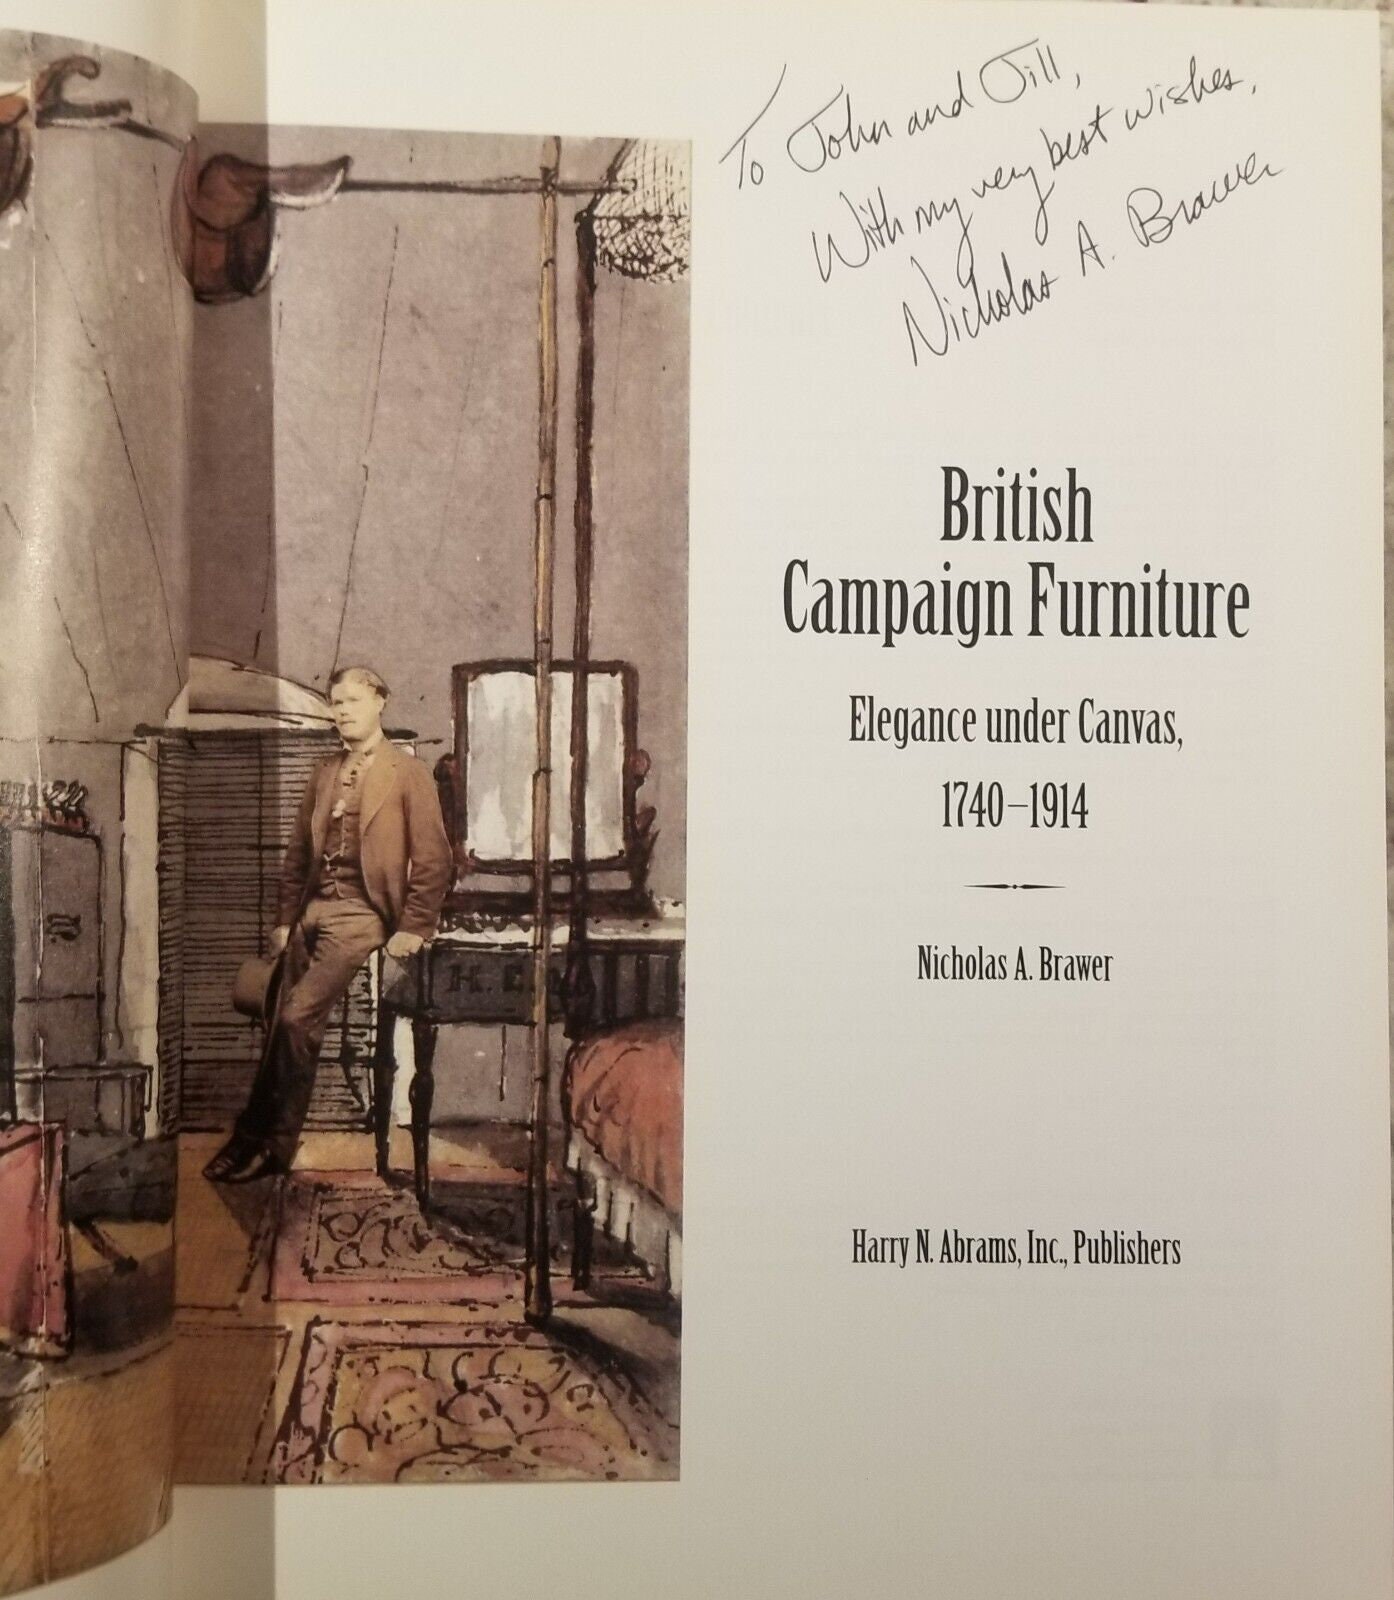 To John and Jill,
With my very best wishes,
Nicholas A. Brawer
British
Campaign Furniture
Elegance under Canvas,
1740–1914
Nicholas A. Brawer
Harry N. Abrams, Inc., Publishers
H. E.